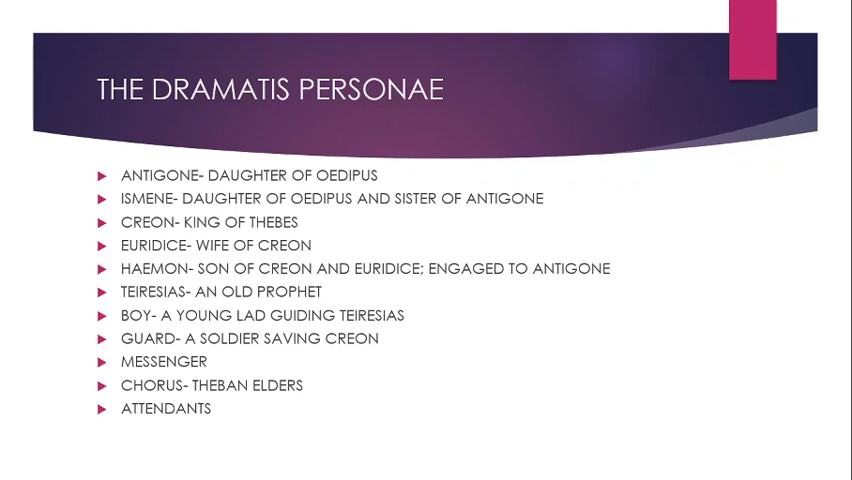 THE DRAMATIS PERSONAE
ANTIGONE- DAUGHTER OF OEDIPUS
ISMENE- DAUGHTER OF OEDIPUS AND SISTER OF ANTIGONE
CREON- KING OF THEBES
EURIDICE- WIFE OF CREON
HAEMON- SON OF CREON AND EURIDICE; ENGAGED TO ANTIGONE
TEIRESIAS- AN OLD PROPHET
BOY- A YOUNG LAD GUIDING TEIRESIAS
GUARD- A SOLDIER SAVING CREON
MESSENGER
CHORUS- THEBAN ELDERS
ATTENDANTS